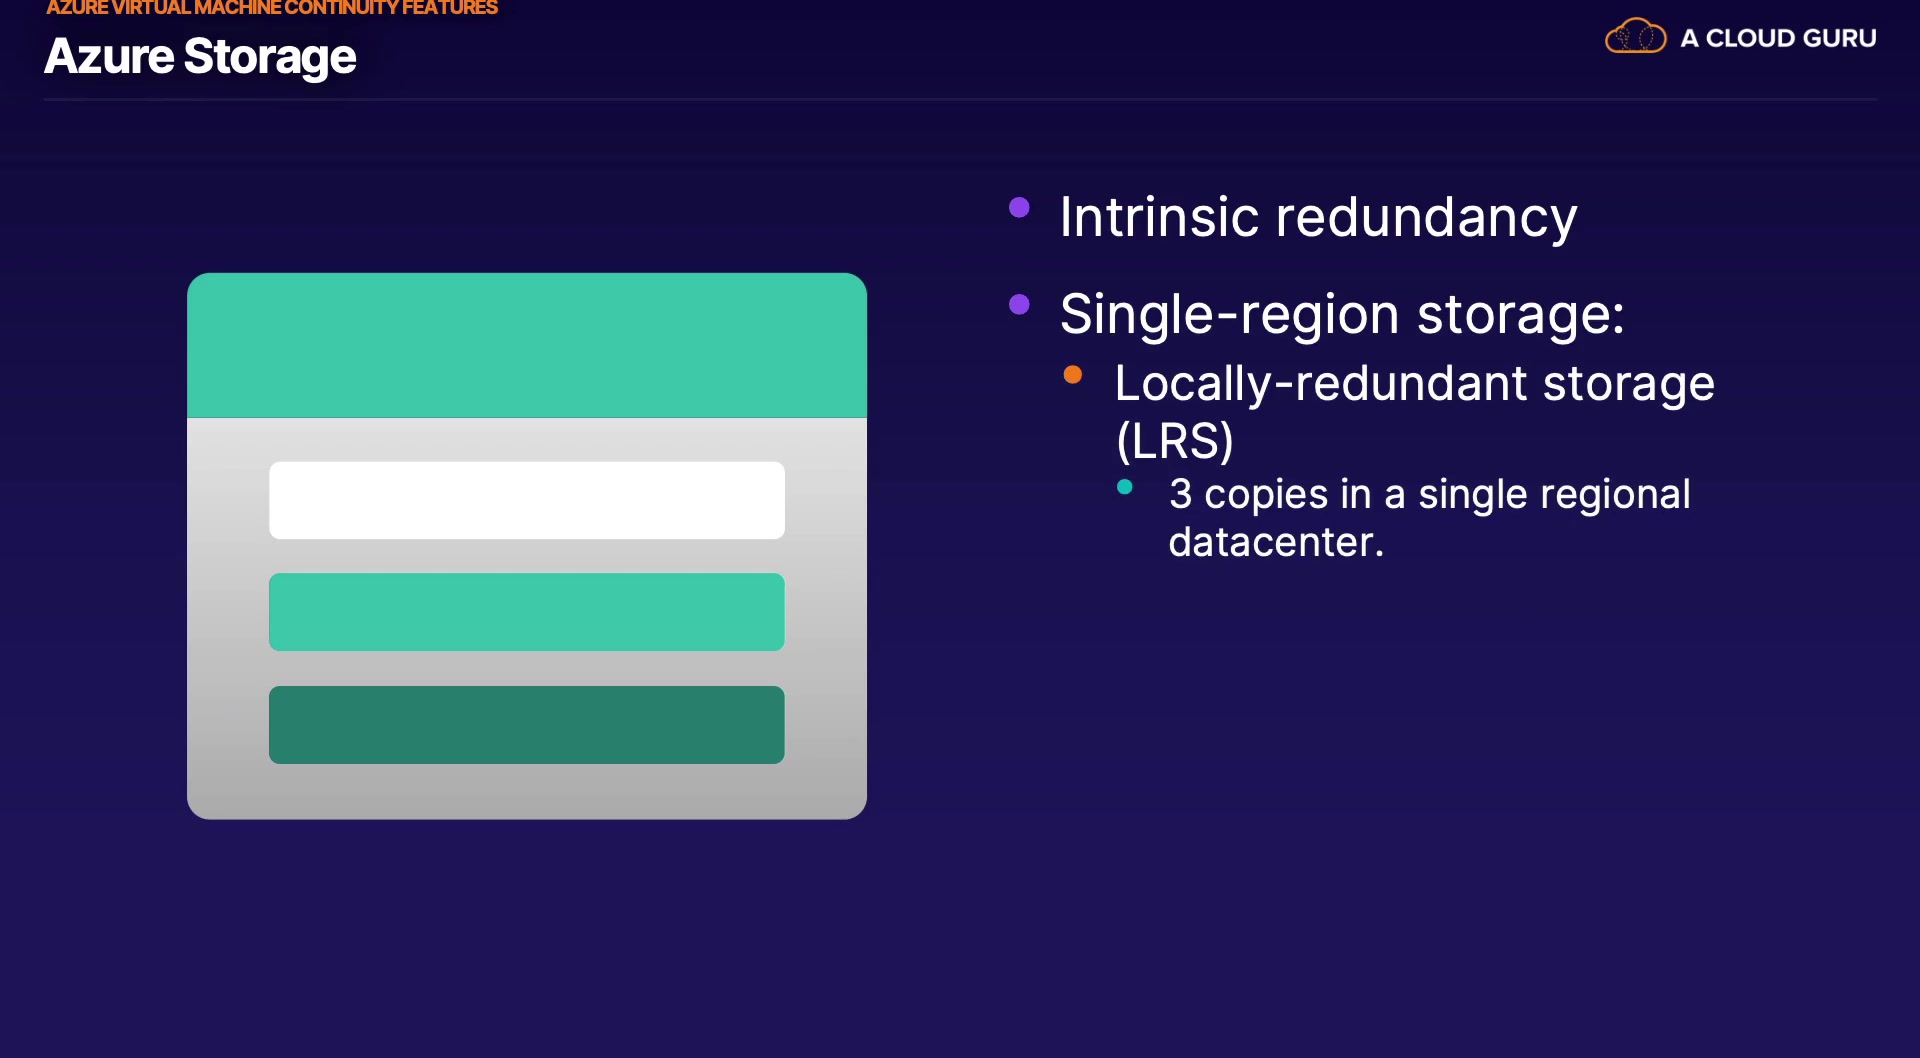 AZURE VIRTUAL MACHINE CONTINUITY FEATURES
Azure Storage
A CLOUD GURU
Intrinsic redundancy
Single-region storage:
Locally-redundant storage
(LRS)
3 copies in a single regional
datacenter.